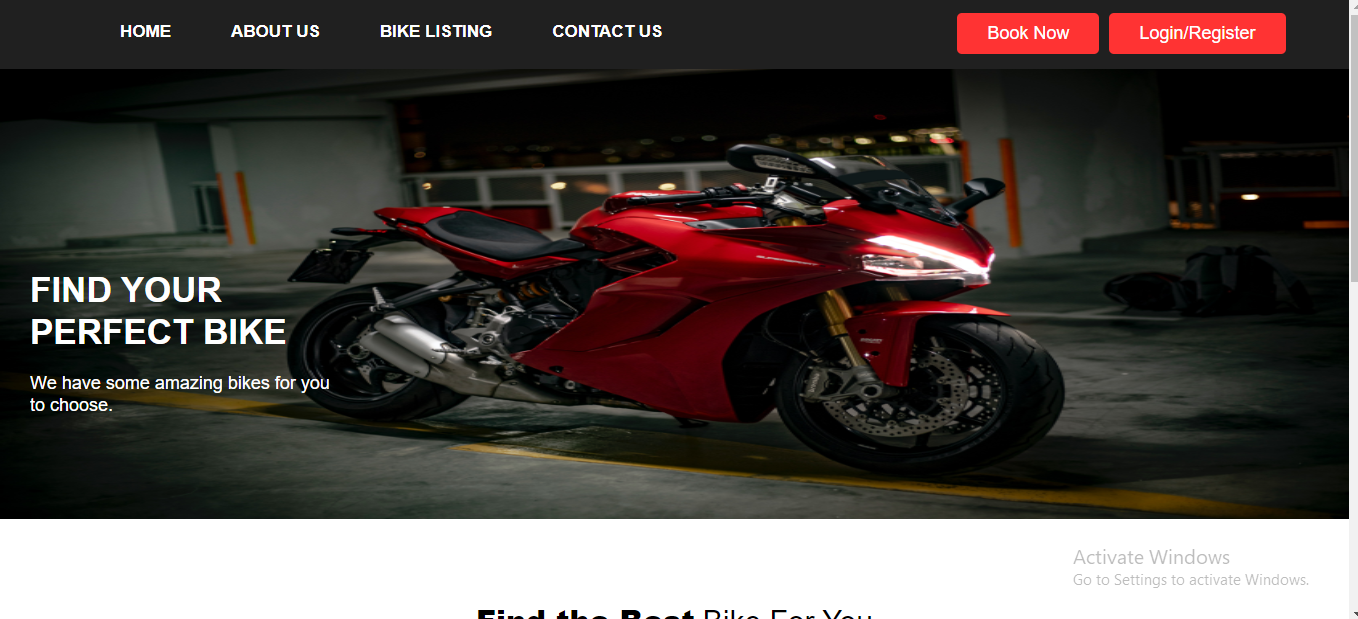 HOME ABOUT US BIKE LISTING CONTACT US Book Now Login/Register
FIND YOUR
PERFECT BIKE
We have some amazing bikes for you
to choose.
Activate Windows
Go to Settings to activate Windows.
Find the Best Bike For You